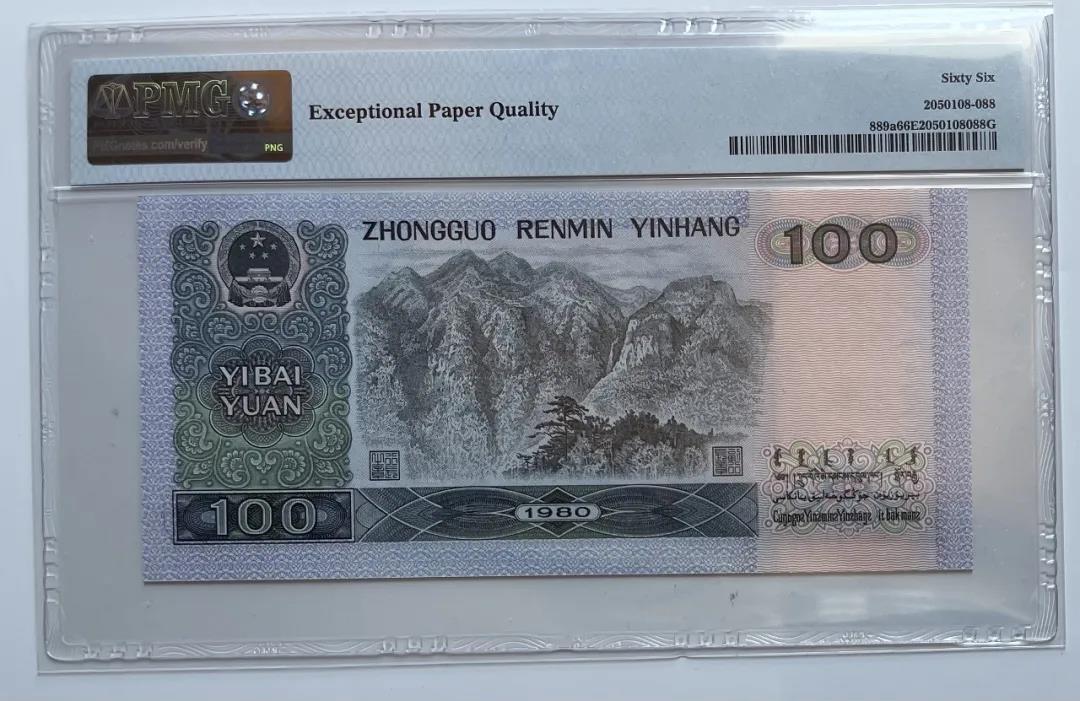 PMG
PMGnotes.com/verify
PNG
Exceptional Paper Quality
Sixty Six
2050108-088
889a66E2050108088G
ZHONGGUO RENMIN YINHANG
100
YIBAI
YUAN
100
1980